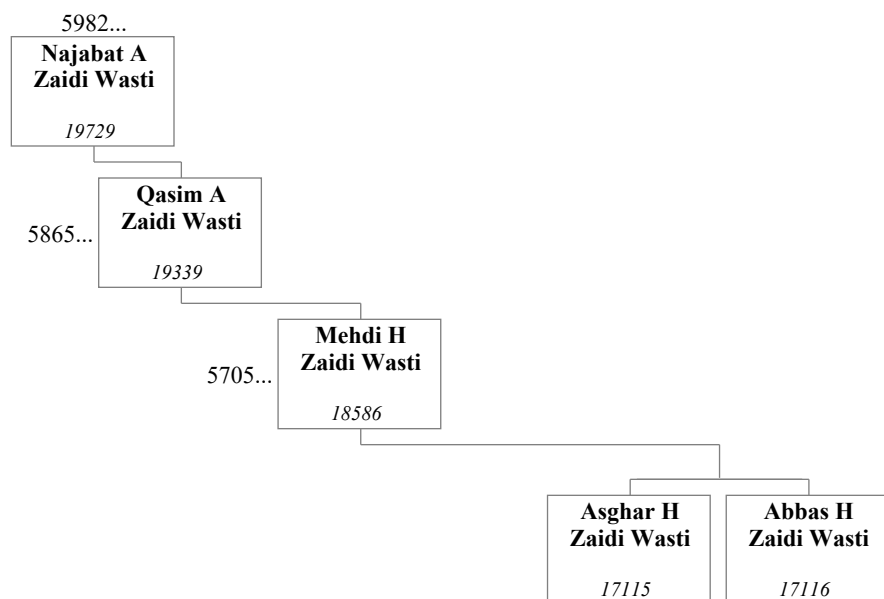 5982...
Najabat A
Zaidi Wasti
19729
Qasim A
Zaidi Wasti
5865...
19339
Mehdi H
Zaidi Wasti
5705...
18586
Asghar H
Zaidi Wasti
17115
Abbas H
Zaidi Wasti
17116